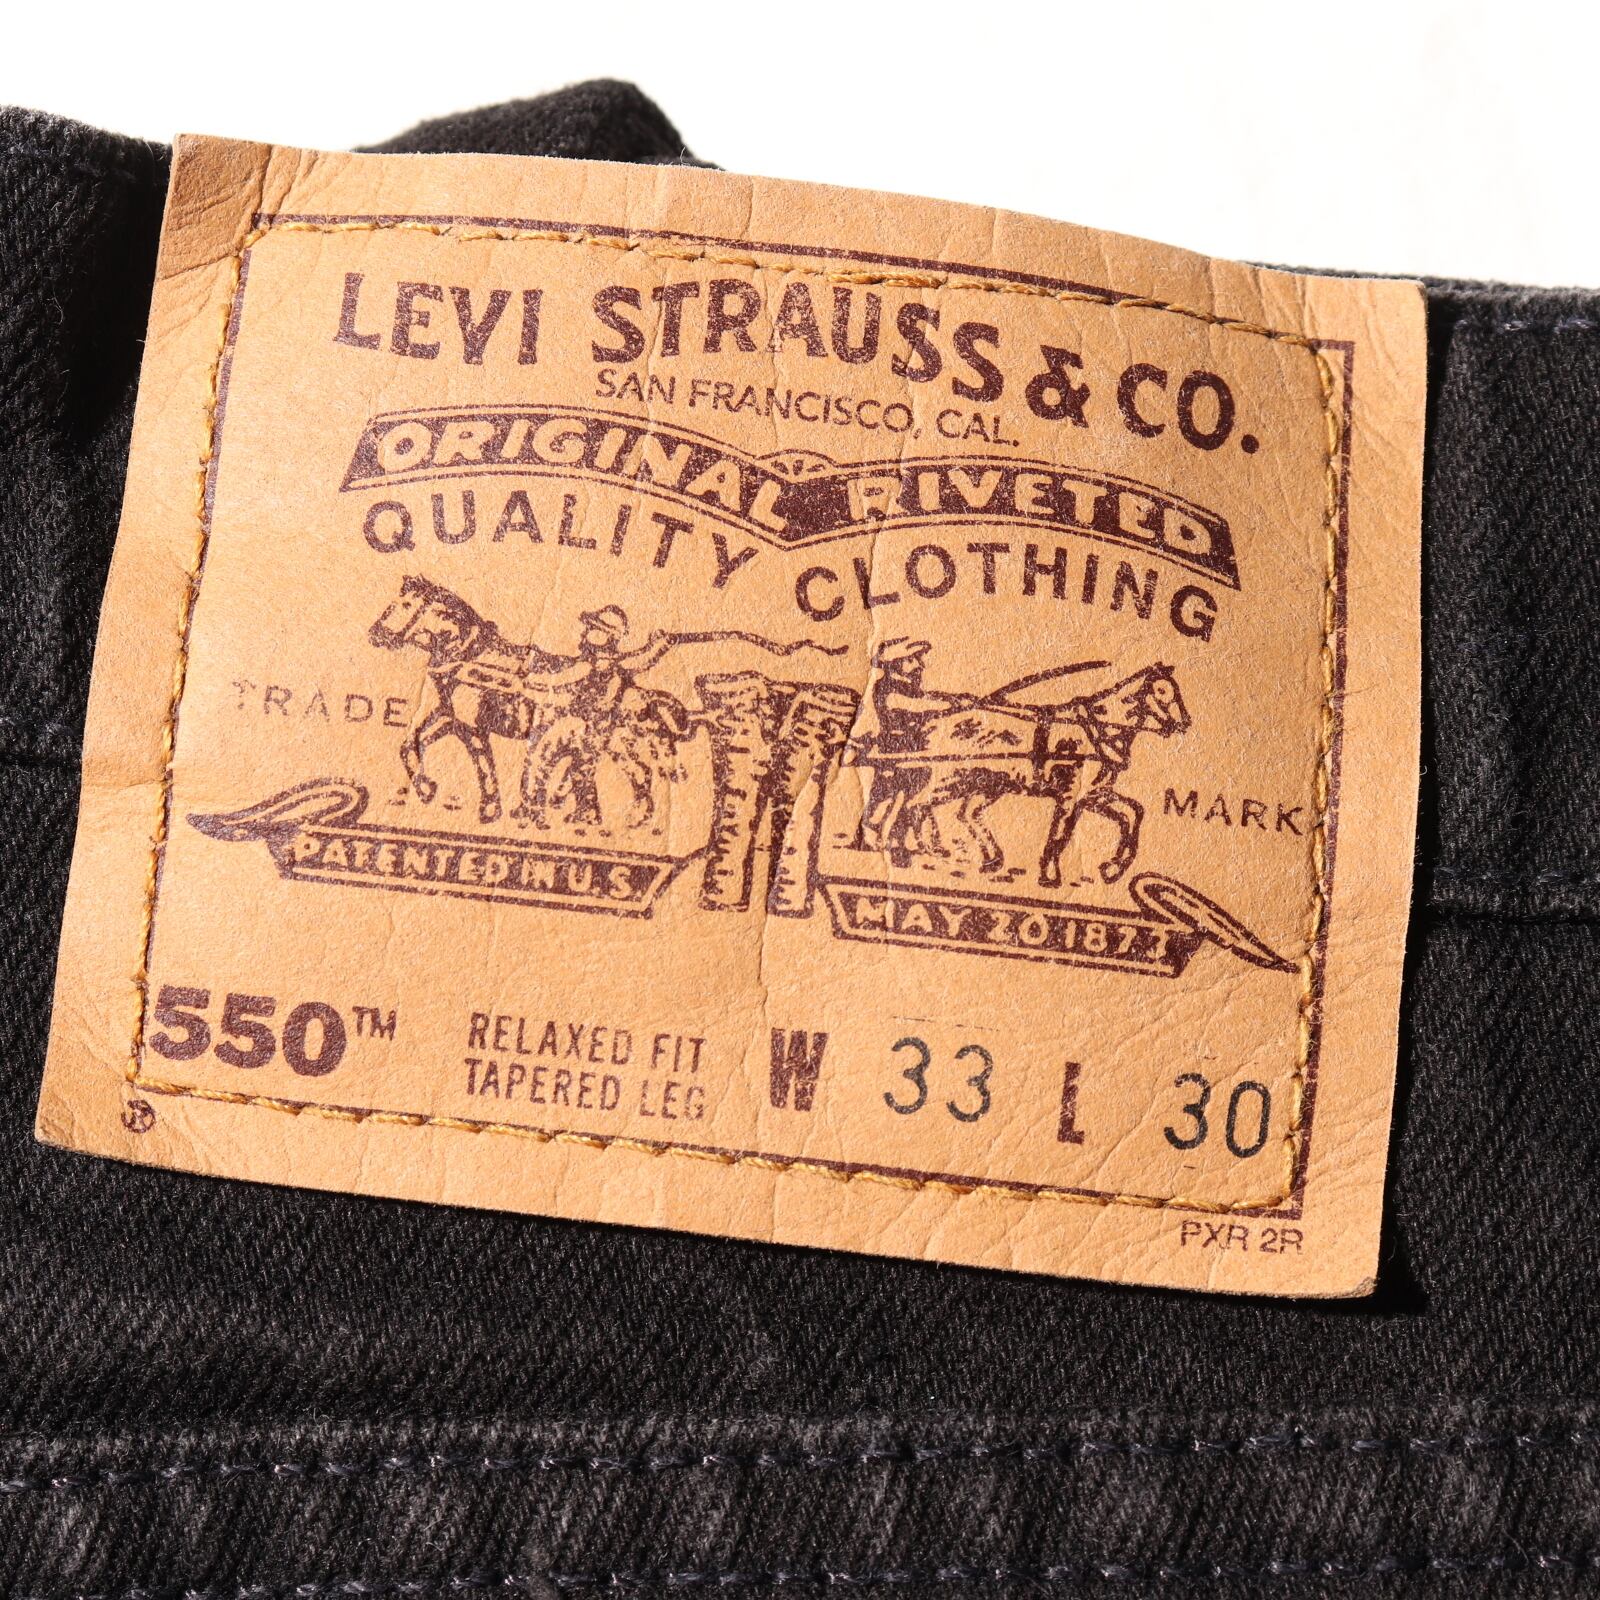 LEVI STRAUSS & CO.
SAN FRANCISCO, CAL.
ORIGINAL RIVETED
QUALITY CLOTHING
TRADE MARK
PATENTED IN U.S. MAY 20 1873
550™ RELAXED FIT W 33 L 30
TAPERED LEG
®
PXR 2R